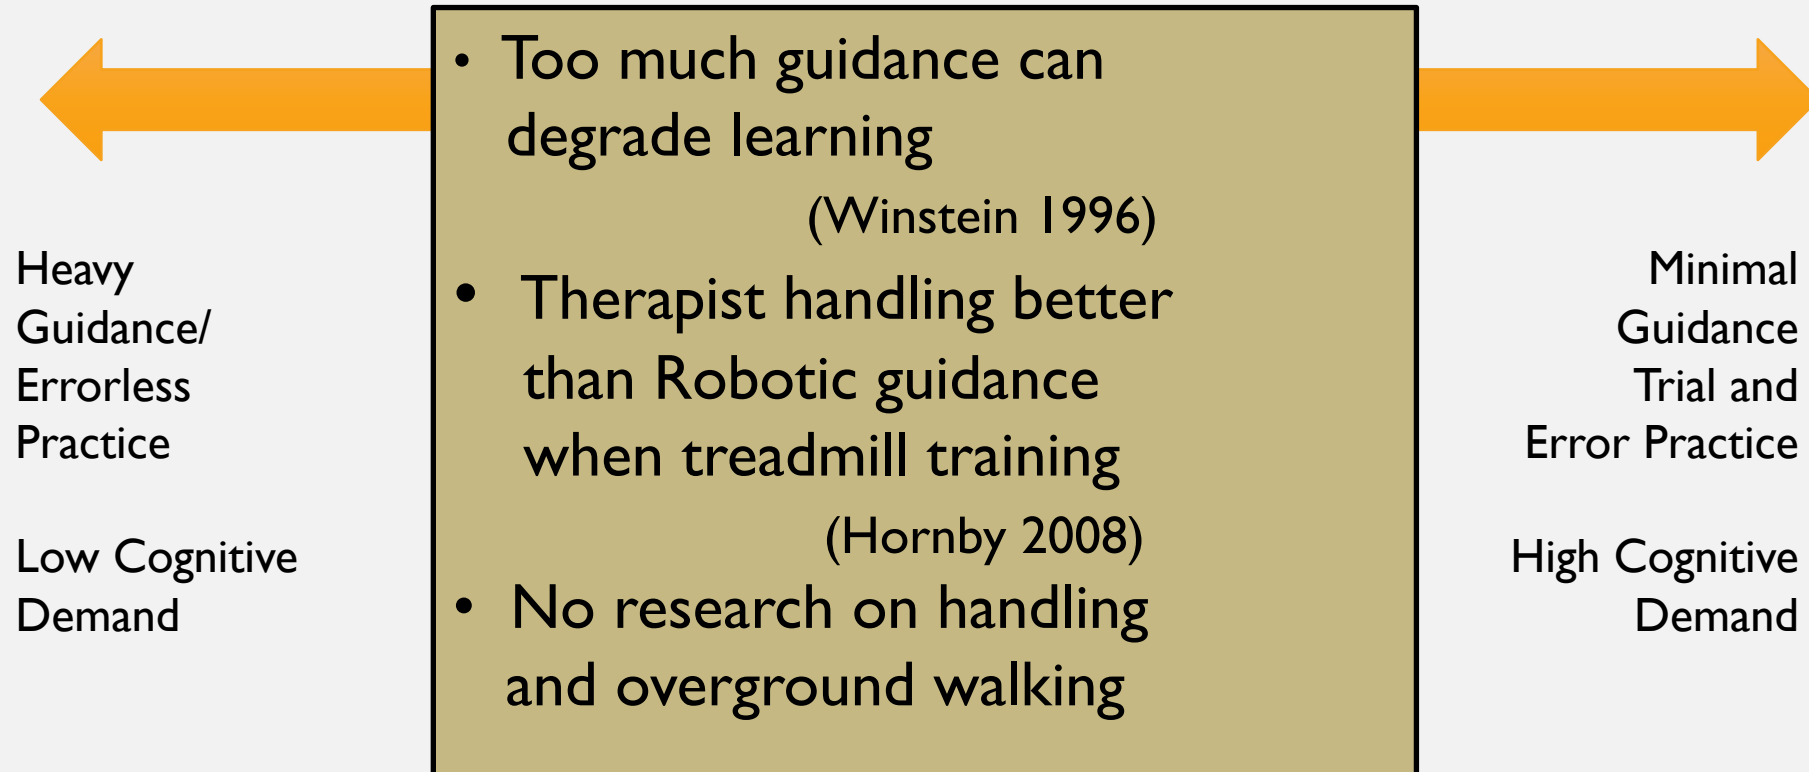 • Too much guidance can
degrade learning
(Winstein 1996)
• Therapist handling better
than Robotic guidance
when treadmill training
(Hornby 2008)
• No research on handling
and overground walking
Heavy
Guidance/
Errorless
Practice
Low Cognitive
Demand
Minimal
Guidance
Trial and
Error Practice
High Cognitive
Demand